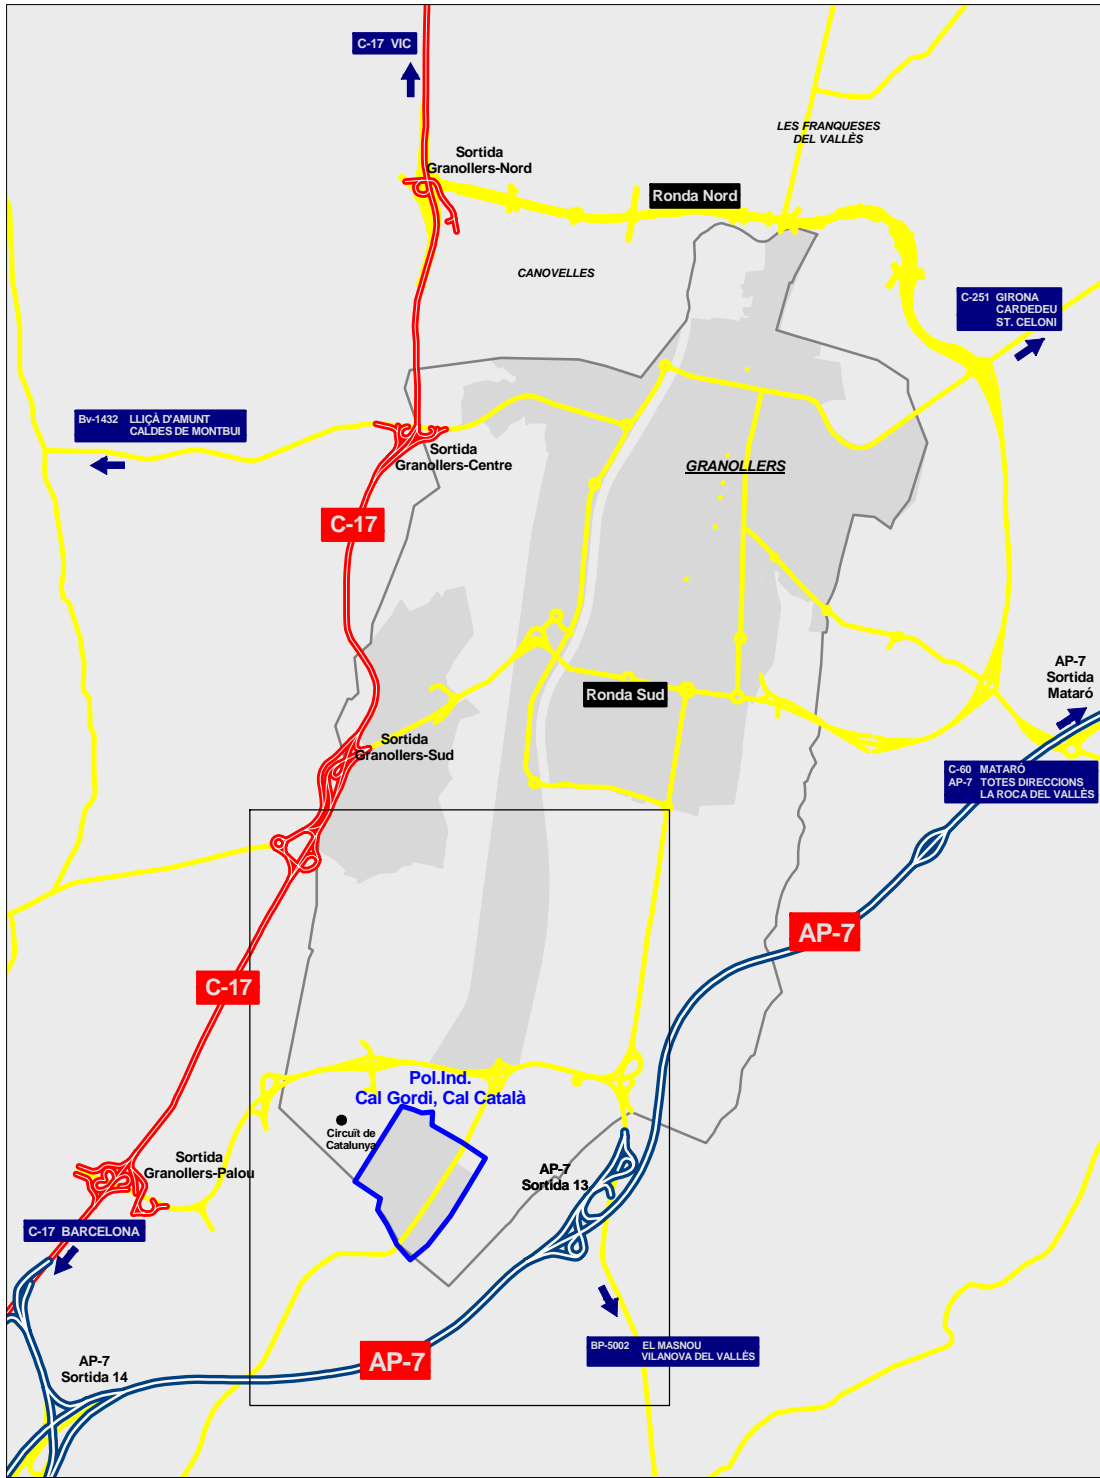 C-17 VIC
LES FRANQUESES
DEL VALLÈS
Sortida
Granollers-Nord
Ronda Nord
CANOVELLES
C-251 GIRONA
CARDEDEU
ST. CELONI
Bv-1432 LLIÇÀ D'AMUNT
CALDES DE MONTBUI
Sortida
Granollers-Centre
GRANOLLERS
C-17
AP-7
Sortida
Mataró
Ronda Sud
Sortida
Granollers-Sud
C-60 MATARÓ
AP-7 TOTES DIRECCIONS
LA ROCA DEL VALLÈS
AP-7
C-17
Pol.Ind.
Cal Gordi, Cal Català
Circuït de
Catalunya
Sortida
Granollers-Palou
AP-7
Sortida 13
C-17 BARCELONA
BP-5002 EL MASNOU
VILANOVA DEL VALLÈS
AP-7
AP-7
Sortida 14